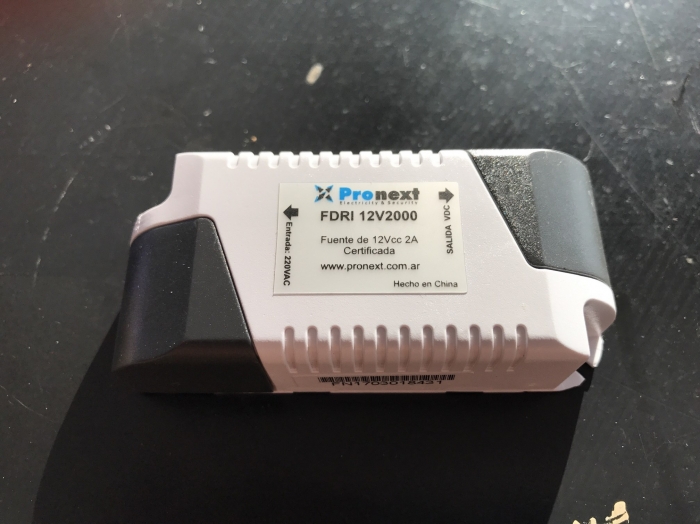 Pronext
Electricity & Security
FDRI 12V2000
Fuente de 12Vcc 2A
Certificada
www.pronext.com.ar
Hecho en China
Entrada: 220VAC
SALIDA VDC
PN1703018431